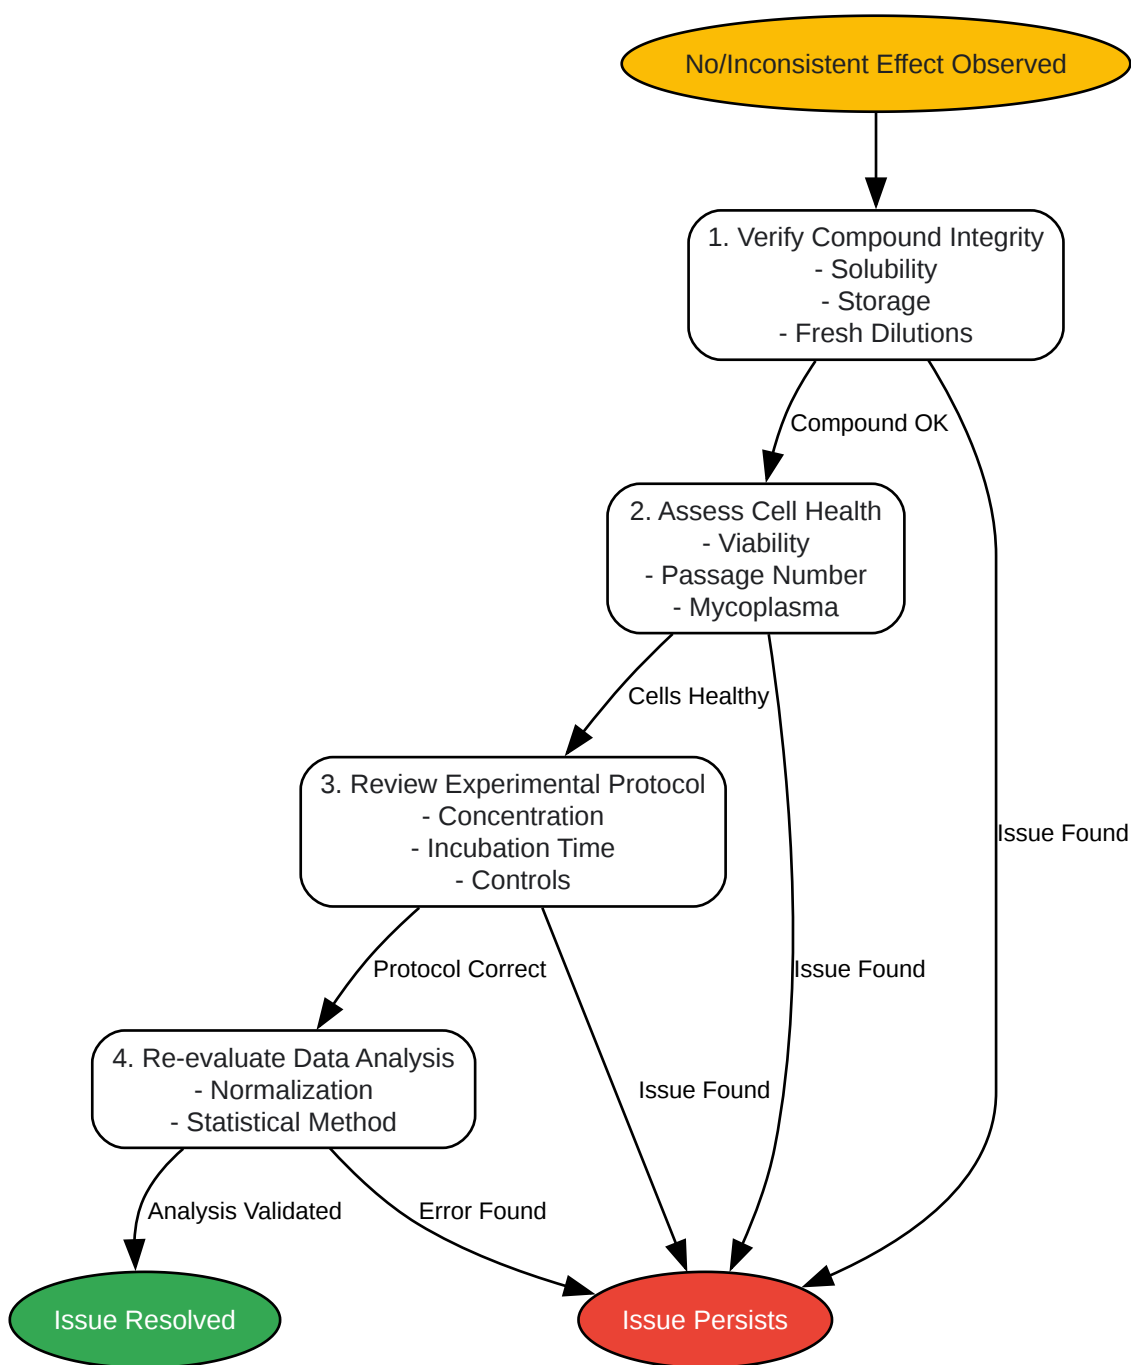 No/Inconsistent Effect Observed
1. Verify Compound Integrity
- Solubility
- Storage
- Fresh Dilutions
Compound OK
2. Assess Cell Health
- Viability
- Passage Number
- Mycoplasma
Cells Healthy
3. Review Experimental Protocol
- Concentration
- Incubation Time
- Controls
Issue Found
Protocol Correct
Issue Found
4. Re-evaluate Data Analysis
- Normalization
- Statistical Method
Issue Found
Analysis Validated
Error Found
Issue Resolved
Issue Persists